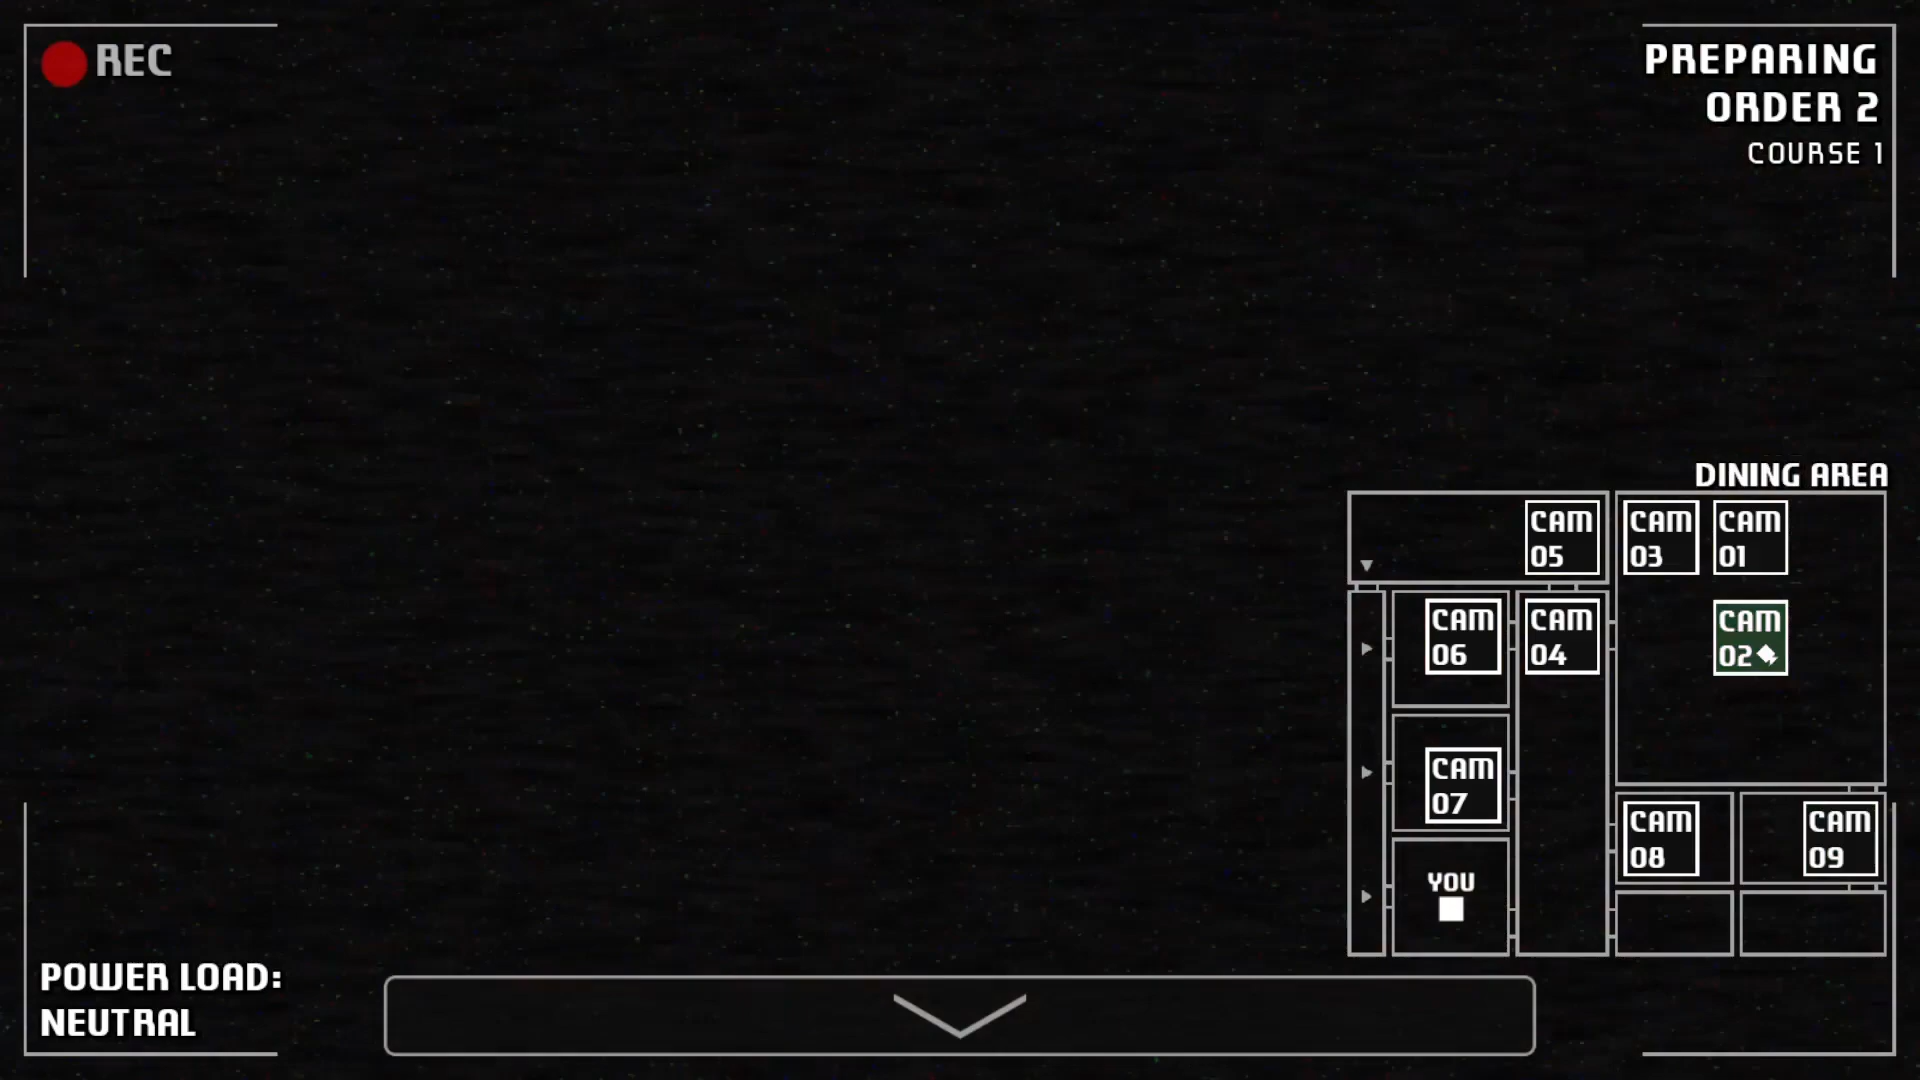 REC
PREPARING
ORDER 2
COURSE 1
DINING AREA
CAM
05
CAM
03
CAM
01
CAM
06
CAM
04
CAM
02
CAM
07
CAM
08
CAM
09
YOU
POWER LOAD:
NEUTRAL